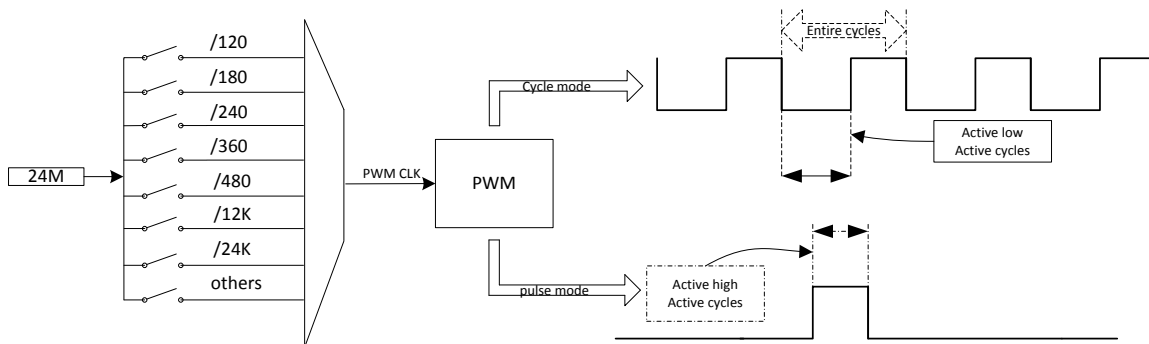 24M
/120
/180
/240
/360
/480
/12K
/24K
others
PWM CLK
PWM
Cycle mode
pulse mode
Entire cycles
Active low
Active cycles
Active high
Active cycles